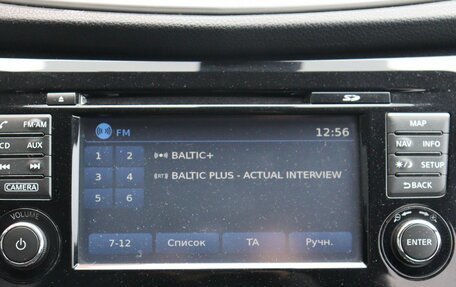 FM-AM
CD AUX
CAMERA
VOLUME
FM 12:56
1 2 BALTIC+
3 4 (RT) BALTIC PLUS - ACTUAL INTERVIEW
5 6
7-12 Список TA Ручн.
SD
MAP
NAV INFO
SETUP
BACK
ENTER